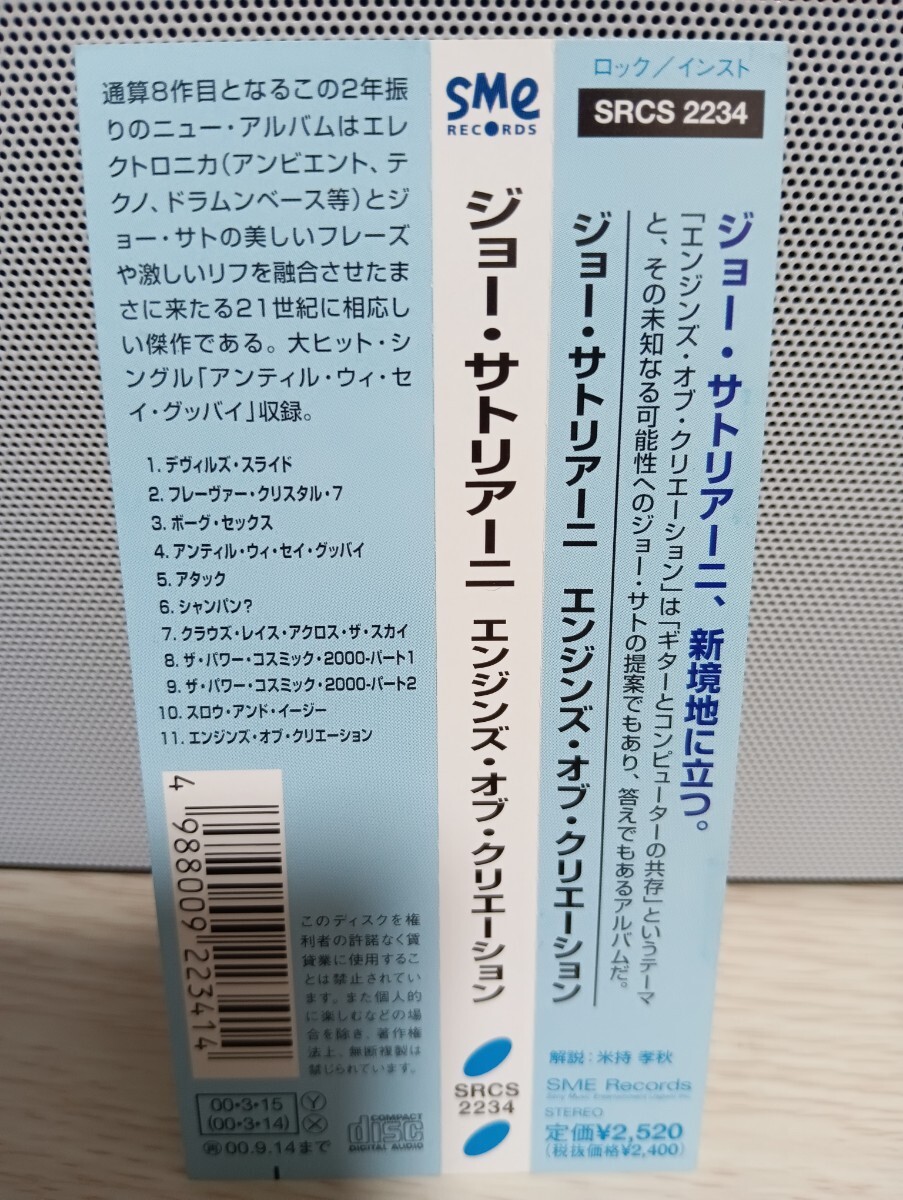 通算8作目となるこの2年振
りのニュー・アルバムはエレ
クトロニカ(アンビエント、テ
クノ、ドラムンベース等)とジ
ョー・サトの美しいフレーズ
や激しいリフを融合させたま
さに来たる21世紀に相応し
い傑作である。大ヒット・シ
ングル「アンティル・ウィ・セ
イ・グッバイ」収録。
1. デヴィルズ・スライド
2. フレーヴァー・クリスタル・7
3. ボーグ・セックス
4. アンティル・ウィ・セイ・グッバイ
5. アタック
6. シャンパン?
7. クラウズ・レイス・アクロス・ザ・スカイ
8. ザ・パワー・コスミック・2000-パート1
9. ザ・パワー・コスミック・2000-パート2
10. スロウ・アンド・イージー
11. エンジンズ・オブ・クリエーション
4 988009 223414
このディスクを権
利者の許諾なく賃
貸業に使用するこ
とは禁止されてい
ます。また個人的
に楽しむなどの場
合を除き、著作権
法上、無断複製は
禁じられています。
00・3・15 Y
(00・3・14) X
再00.9.14まで
COMPACT
disc
DIGITAL AUDIO
sme
RECORDS
ジョー・サトリアーニ エンジンズ・オブ・クリエーション
SRCS
2234
ロック/インスト
SRCS 2234
ジョー・サトリアーニ、新境地に立つ。
「エンジンズ・オブ・クリエーション」は「ギターとコンピューターの共存」というテーマ
と、その未知なる可能性へのジョー・サトの提案でもあり、答えでもあるアルバムだ。
ジョー・サトリアーニ エンジンズ・オブ・クリエーション
解説:米持 孝秋
SME Records
Sony Music Entertainment (Japan) Inc.
STEREO
定価¥2,520
(税抜価格¥2,400)